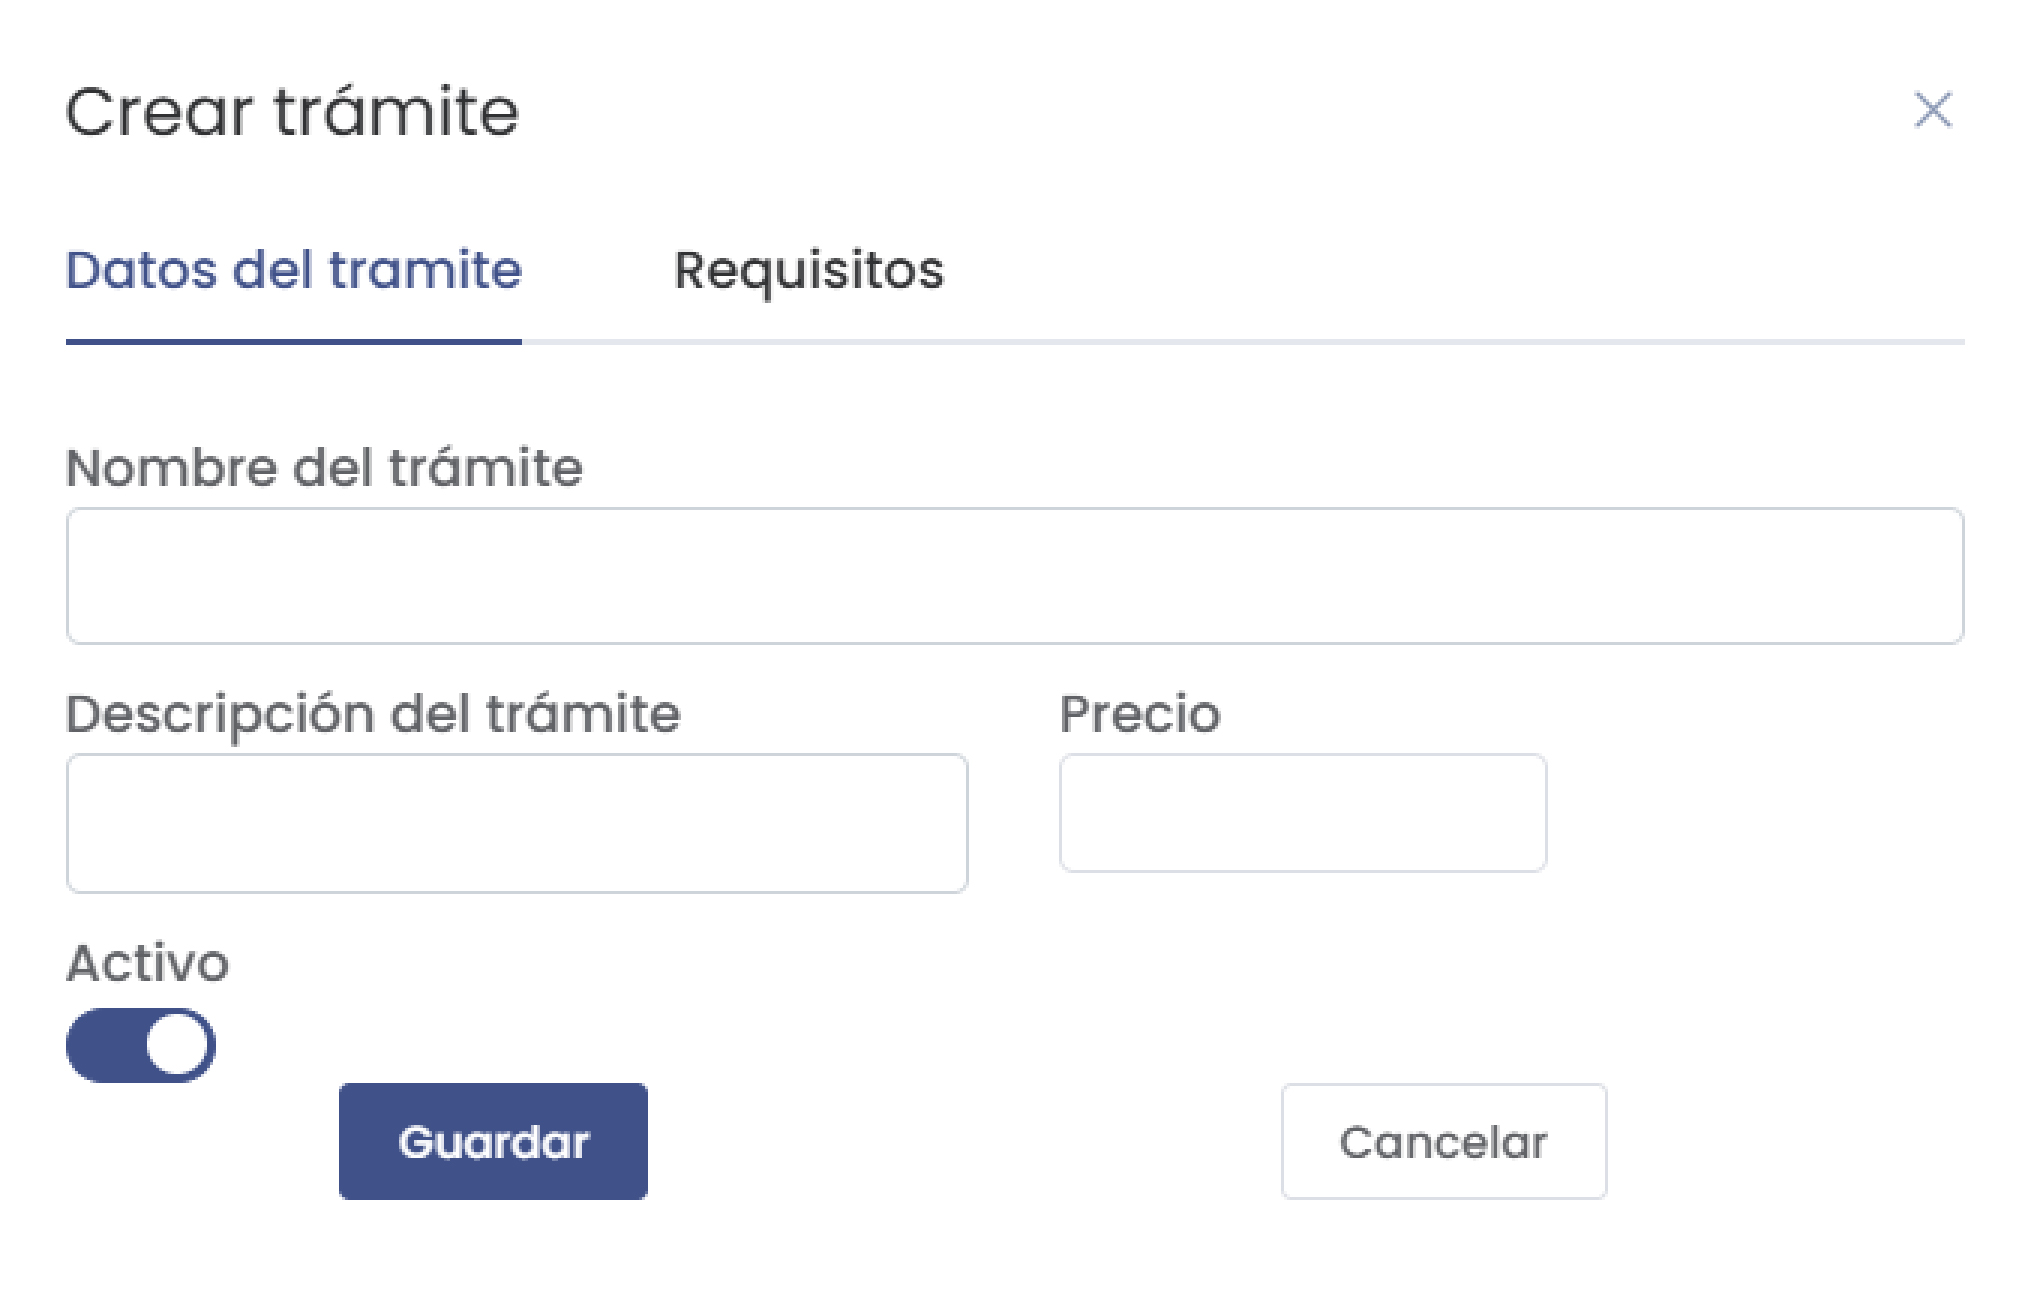 Crear trámite
Datos del tramite Requisitos
Nombre del trámite
Descripción del trámite Precio
Activo
Guardar Cancelar